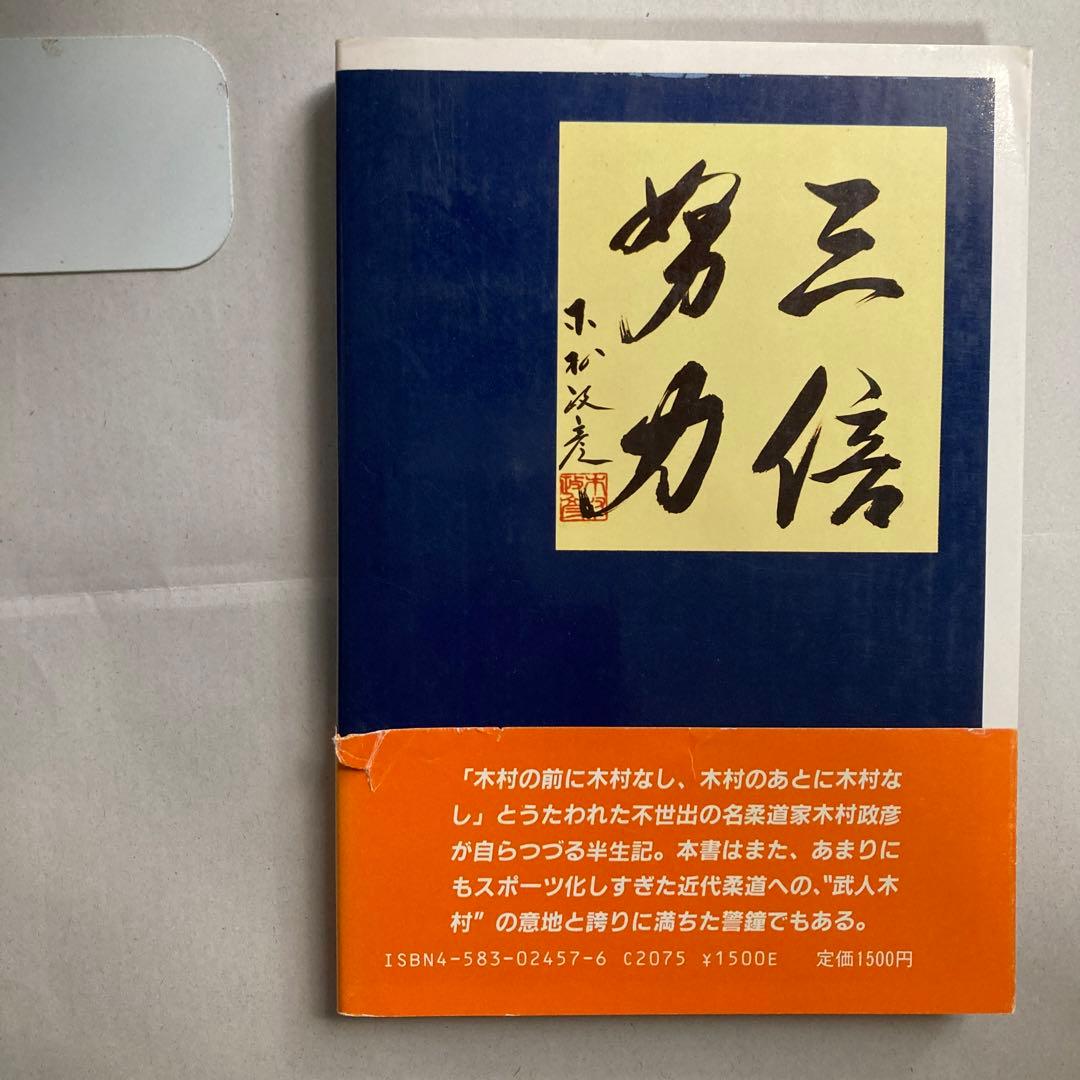 三倍
努力
木村政彦
木村
政彦
「木村の前に木村なし、木村のあとに木村な
し」とうたわれた不世出の名柔道家木村政彦
が自らつづる半生記。本書はまた、あまりに
もスポーツ化しすぎた近代柔道への、〝武人木
村〟の意地と誇りに満ちた警鐘でもある。
ISBN4-583-02457-6 C2075 ¥1500E 定価1500円